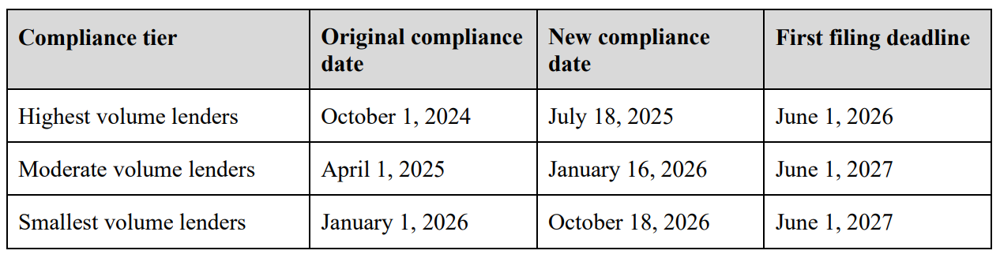 Compliance tier
Original compliance date
New compliance date
First filing deadline
Highest volume lenders
October 1, 2024
July 18, 2025
June 1, 2026
Moderate volume lenders
April 1, 2025
January 16, 2026
June 1, 2027
Smallest volume lenders
January 1, 2026
October 18, 2026
June 1, 2027